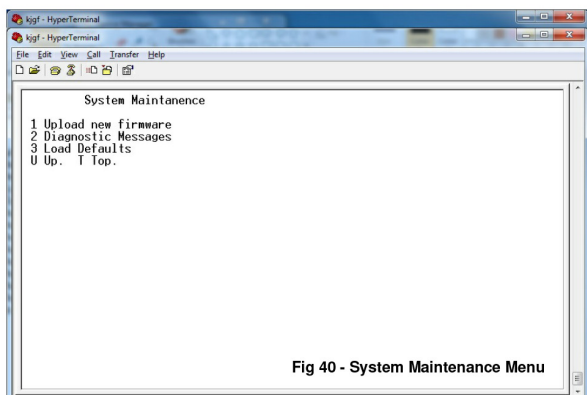 kjgf - HyperTerminal
kjgf - HyperTerminal
File Edit View Call Transfer Help
System Maintanence
1 Upload new firmware
2 Diagnostic Messages
3 Load Defaults
U Up. T Top.
Fig 40 - System Maintenance Menu